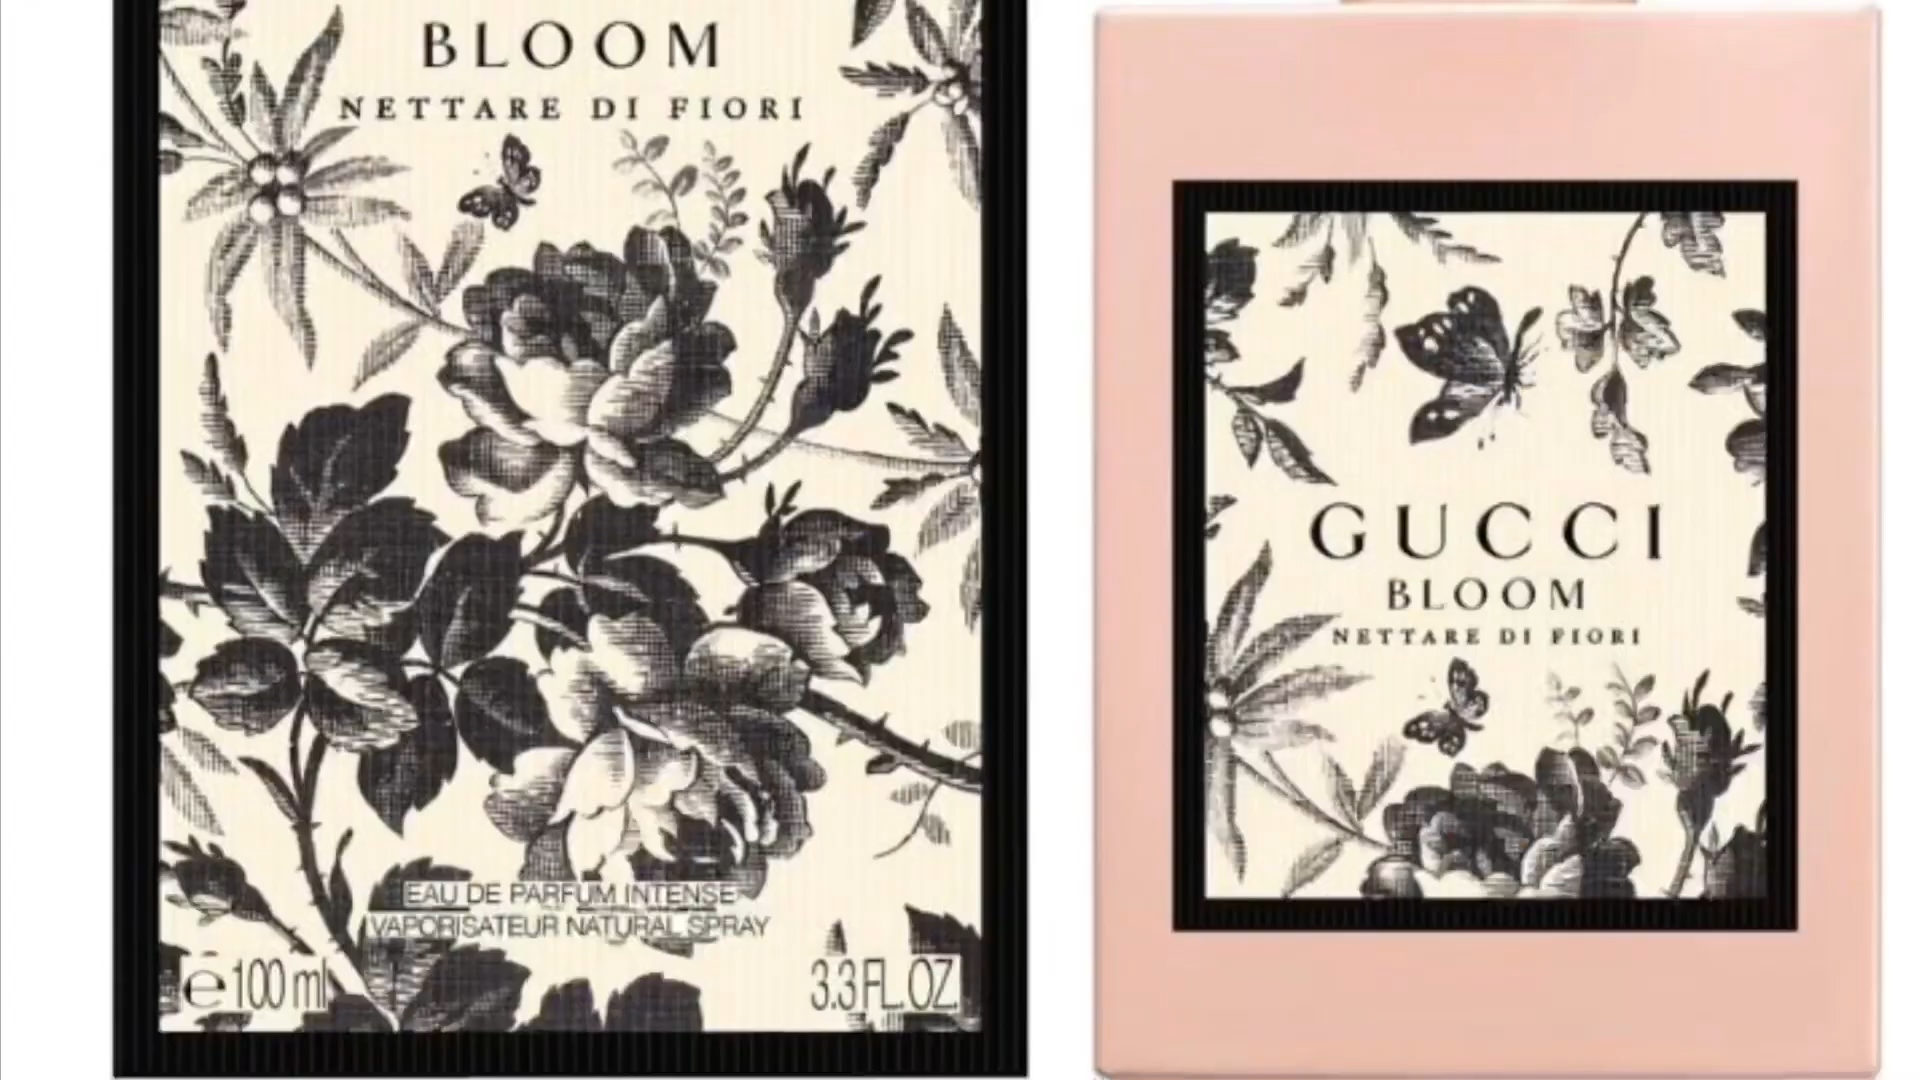 BLOOM
NETTARE DI FIORI
EAU DE PARFUM INTENSE
VAPORISATEUR NATURAL SPRAY
e 100 ml
3.3 FL. OZ.
GUCCI
BLOOM
NETTARE DI FIORI